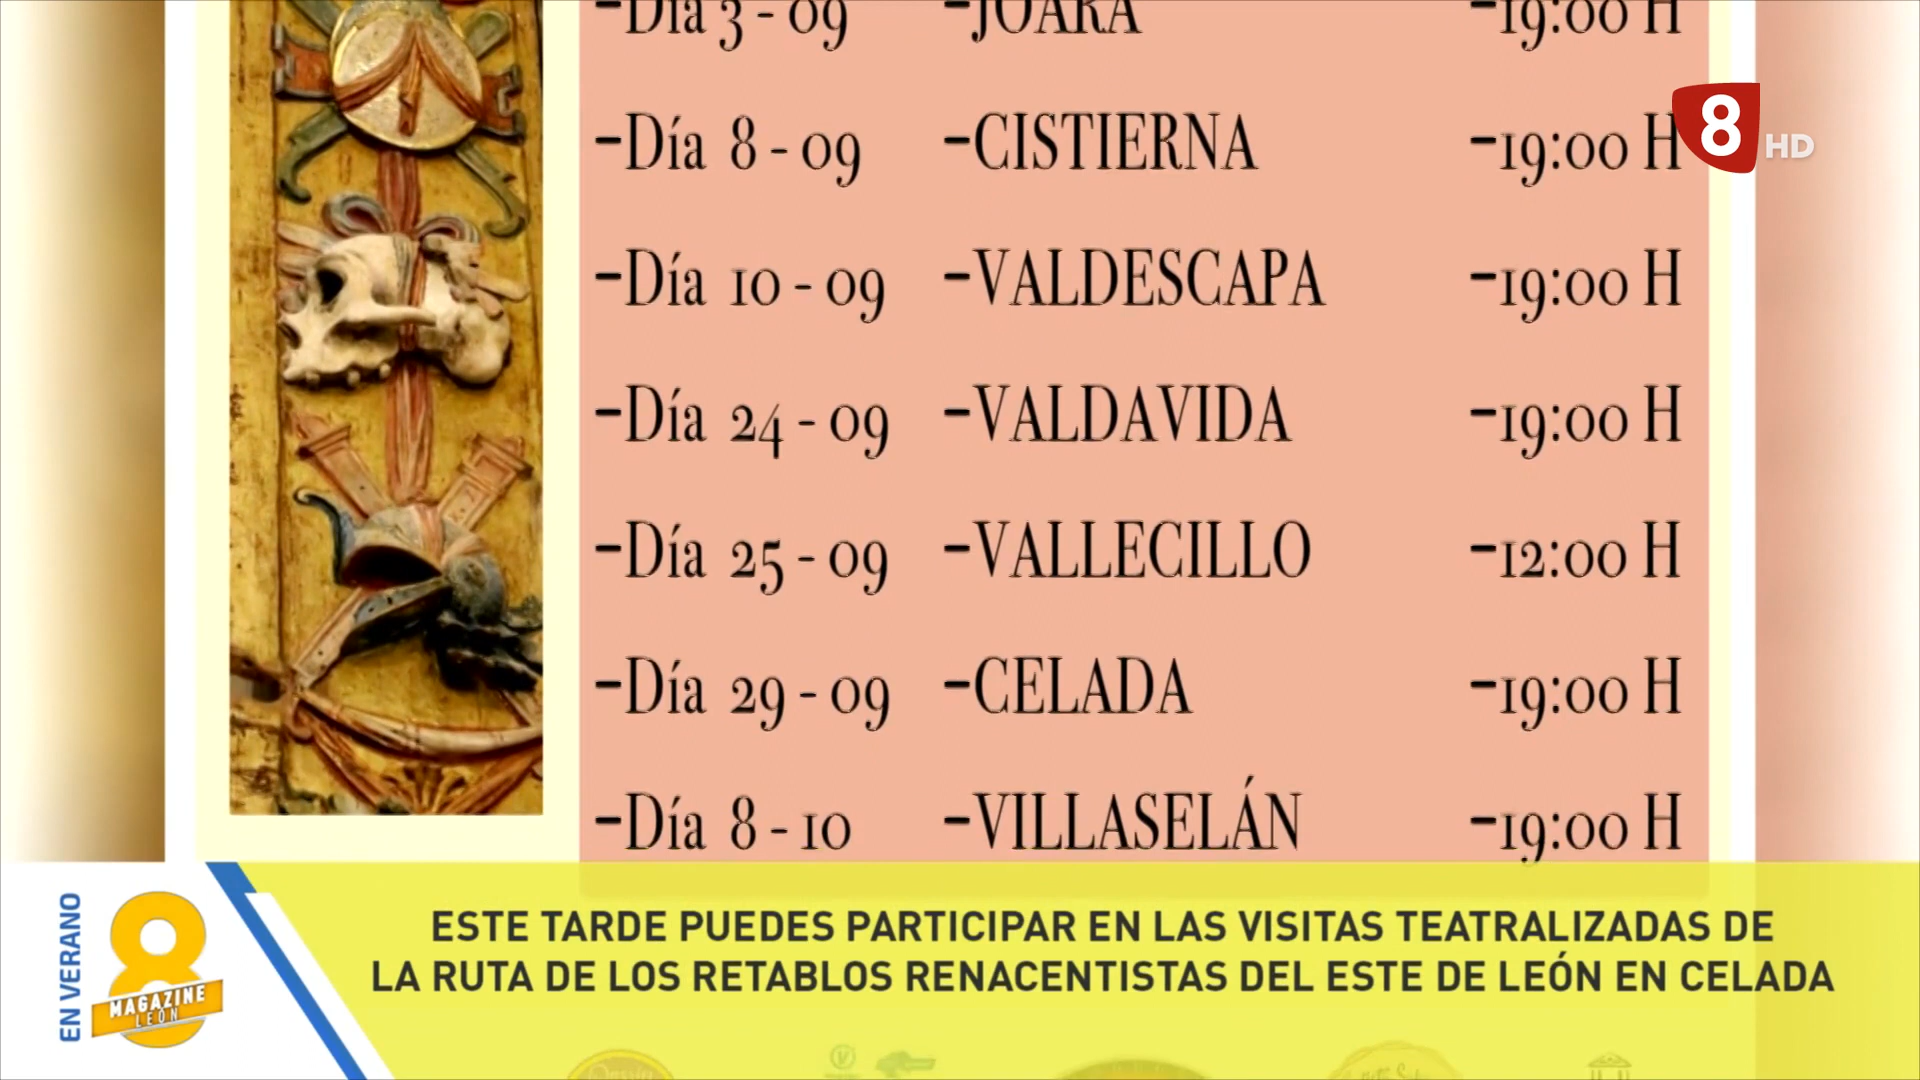 -Día 3 - 09 -JOARA -19:00 H
-Día 8 - 09 -CISTIERNA -19:00 H
8 HD
-Día 10 - 09 -VALDESCAPA -19:00 H
-Día 24 - 09 -VALDAVIDA -19:00 H
-Día 25 - 09 -VALLECILLO -12:00 H
-Día 29 - 09 -CELADA -19:00 H
-Día 8 - 10 -VILLASELÁN -19:00 H
EN VERANO
8
MAGAZINE
LEÓN
ESTE TARDE PUEDES PARTICIPAR EN LAS VISITAS TEATRALIZADAS DE
LA RUTA DE LOS RETABLOS RENACENTISTAS DEL ESTE DE LEÓN EN CELADA